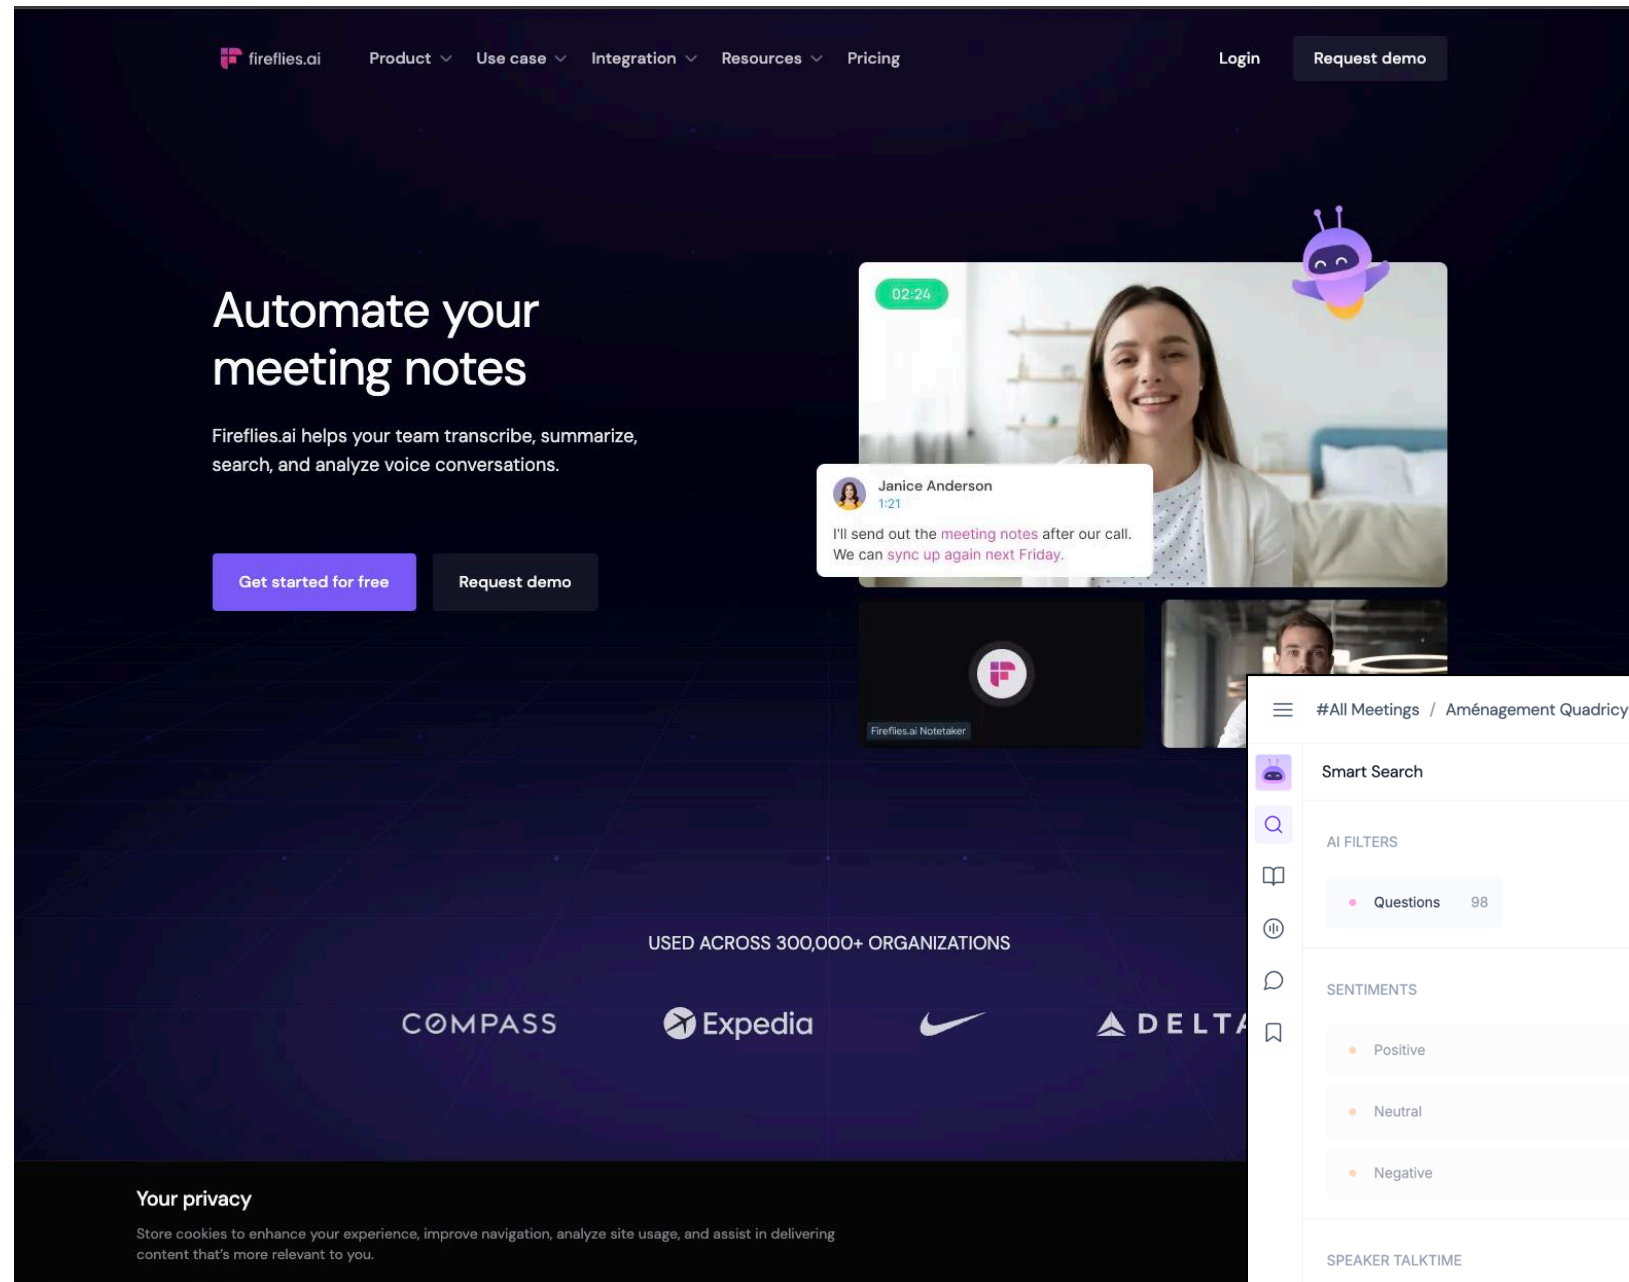 fireflies.ai
Product
Use case
Integration
Resources
Pricing
Login
Request demo
Automate your
meeting notes
Fireflies.ai helps your team transcribe, summarize,
search, and analyze voice conversations.
Get started for free
Request demo
02:24
Janice Anderson
1:21
I'll send out the meeting notes after our call.
We can sync up again next Friday.
Fireflies.ai Notetaker
USED ACROSS 300,000+ ORGANIZATIONS
COMPASS
Expedia
DELTA
Your privacy
Store cookies to enhance your experience, improve navigation, analyze site usage, and assist in delivering
content that's more relevant to you.
#All Meetings / Aménagement Quadricy
Smart Search
AI FILTERS
Questions 98
SENTIMENTS
Positive
Neutral
Negative
SPEAKER TALKTIME